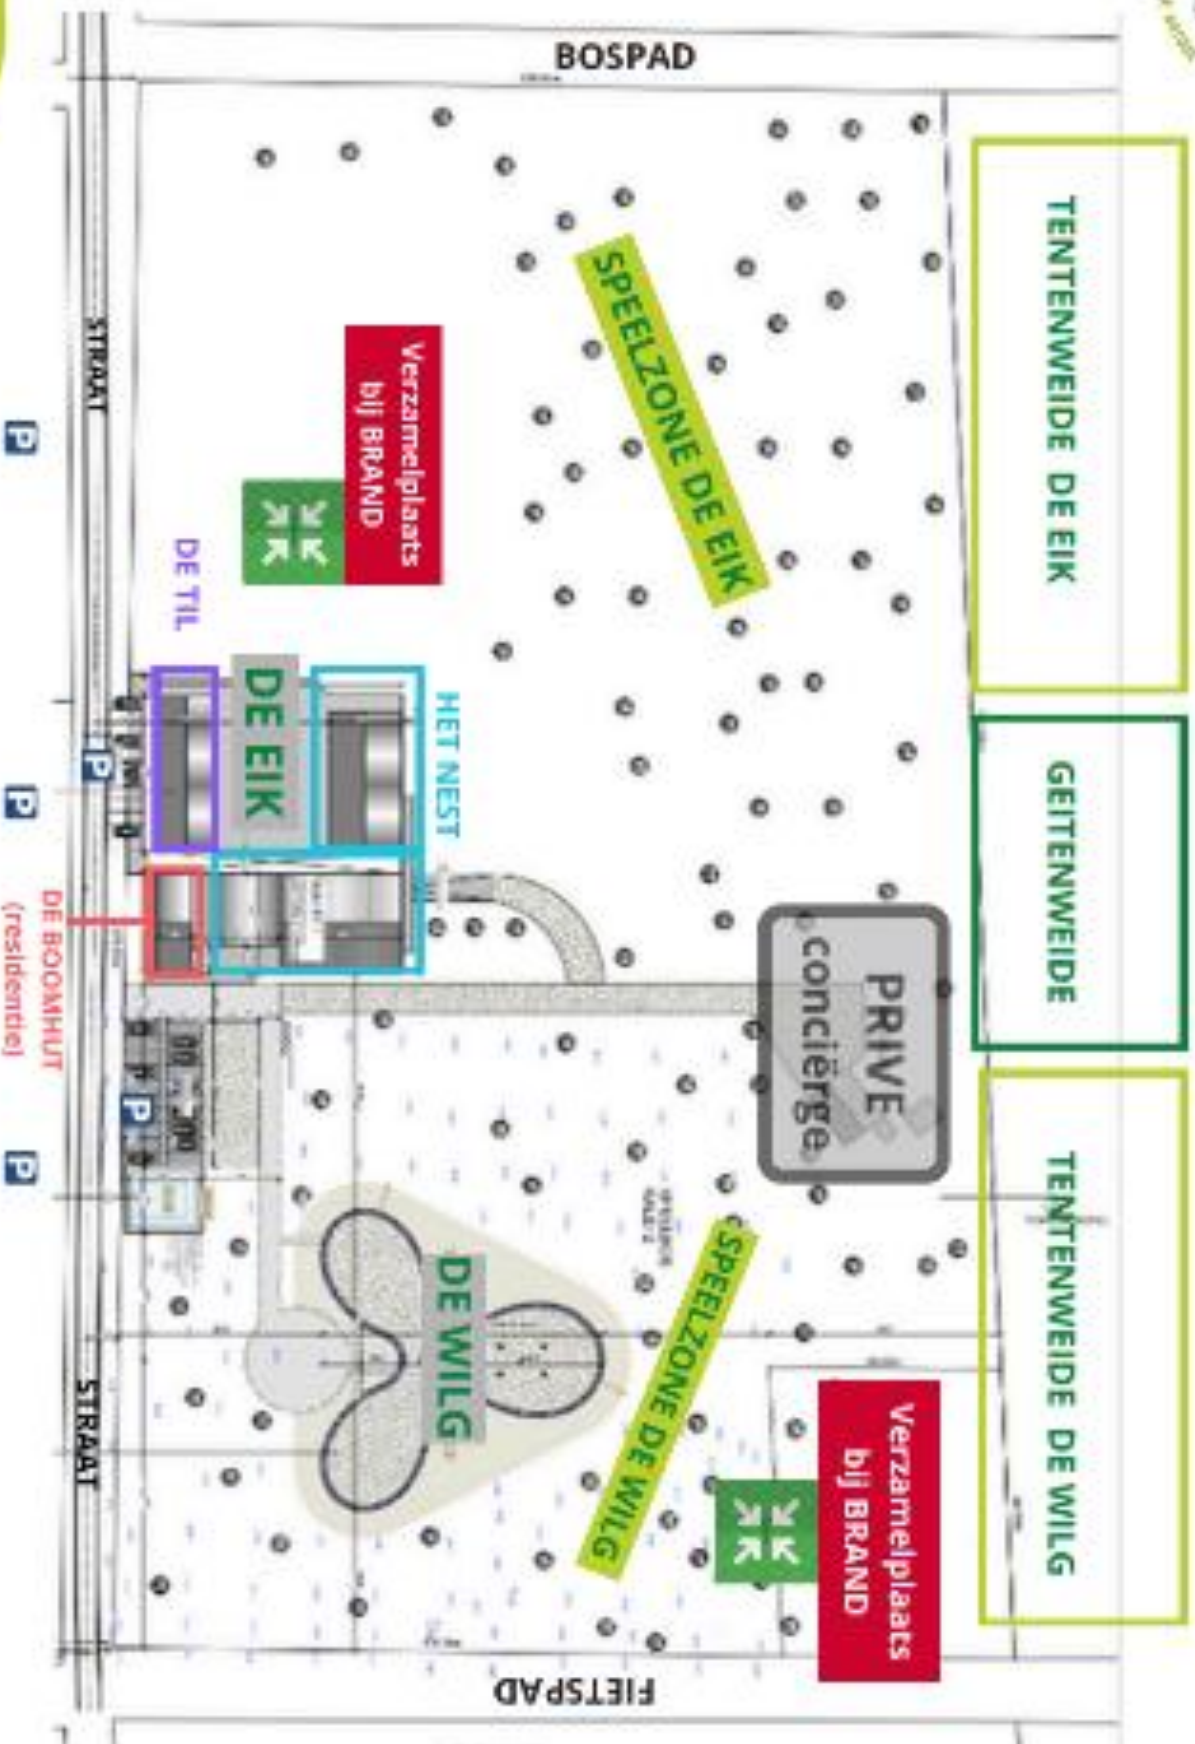 BOSPAD
TENTENWEIDE DE EIK
GEITENWEIDE
TENTENWEIDE DE WILG
SPEELZONE DE EIK
Verzamelplaats
bij BRAND
STRAAT
P
DE TIL
DE EIK
HET NEST
P
P
DE BOOMHUT
(residentie)
PRIVE
conciërge
P
P
DE WILG
SPEELZONE DE WILG
Verzamelplaats
bij BRAND
STRAAT
FIETSPAD